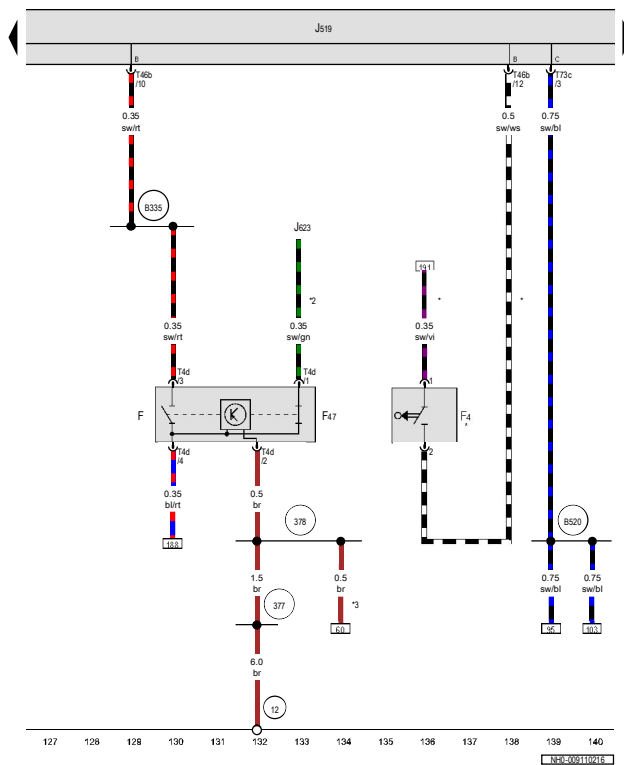 J519
B B C
T46b
/10
T46b
/12
T73c
/3
0.35
sw/rt
0.5
sw/ws
0.75
sw/bl
B335
J623
191
*2 * *
0.35
sw/rt
0.35
sw/gn
0.35
sw/vi
T4d
/3
T4d
/1
1
F F47 F4
*
T4d
/4
T4d
/2
2
0.35
bl/rt
0.5
br
378
B520
188
1.5
br
0.5
br
0.75
sw/bl
0.75
sw/bl
377
*3
60
95
103
6.0
br
12
127 128 129 130 131 132 133 134 135 136 137 138 139 140
NH0-009110216